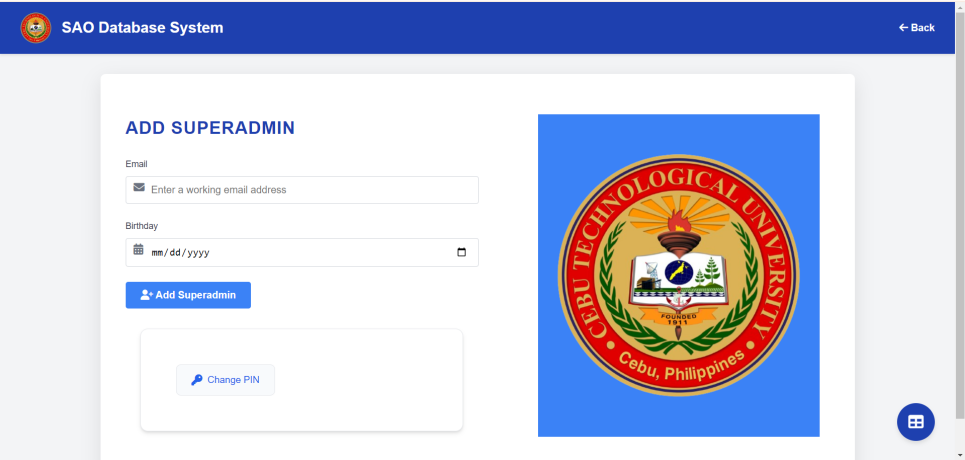 SAO Database System
← Back
ADD SUPERADMIN
Email
Enter a working email address
Birthday
mm/dd/yyyy
Add Superadmin
Change PIN
CEBU TECHNOLOGICAL UNIVERSITY
FOUNDED
1911
Cebu, Philippines